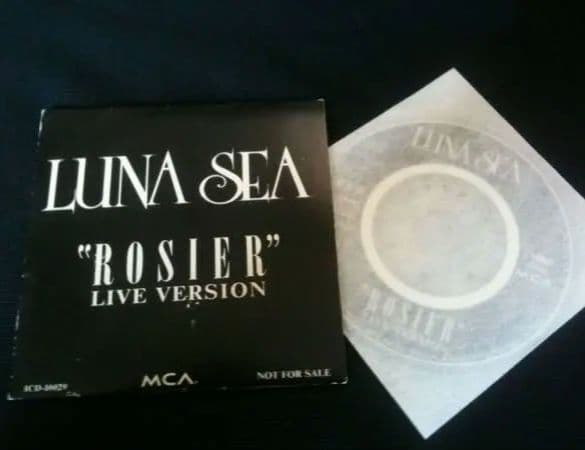 LUNA SEA
"ROSIER"
LIVE VERSION
MCA
NOT FOR SALE
LUNA SEA
"ROSIER"